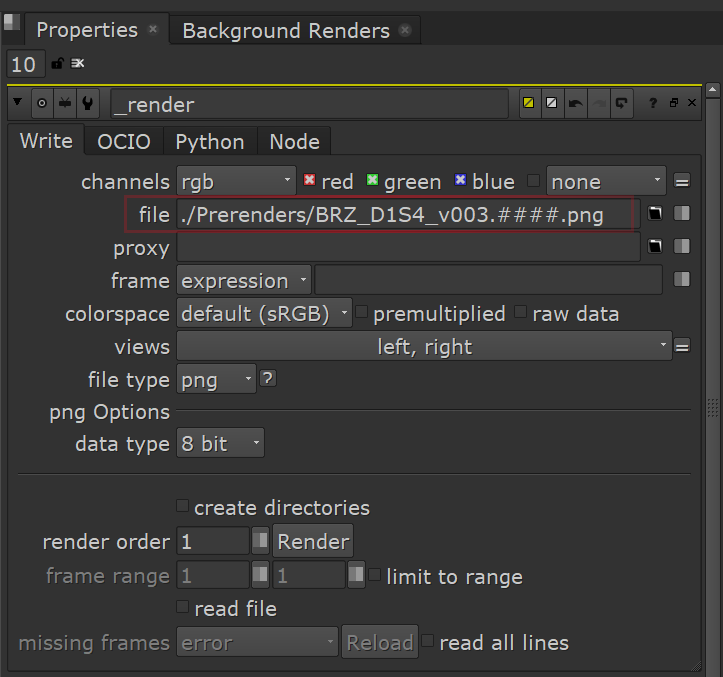 Properties × Background Renders ×
10
_render ? ×
Write OCIO Python Node
channels rgb red green blue none =
file ./Prerenders/BRZ_D1S4_v003.####.png
proxy
frame expression
colorspace default (sRGB) premultiplied raw data
views left, right =
file type png ?
png Options
data type 8 bit
create directories
render order 1 Render
frame range 1 1 limit to range
read file
missing frames error Reload read all lines